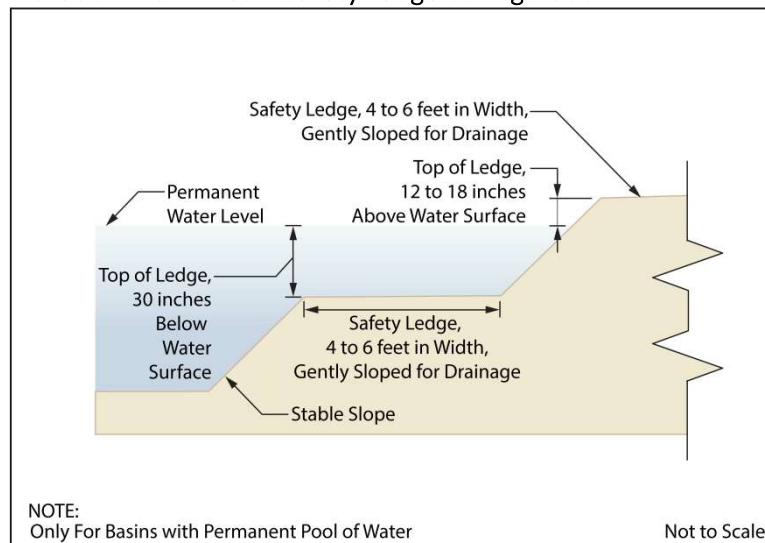 Safety Ledge, 4 to 6 feet in Width,
Gently Sloped for Drainage
Top of Ledge,
12 to 18 inches
Above Water Surface
Permanent
Water Level
Top of Ledge,
30 inches
Below
Water
Surface
Safety Ledge,
4 to 6 feet in Width,
Gently Sloped for Drainage
Stable Slope
NOTE:
Only For Basins with Permanent Pool of Water
Not to Scale